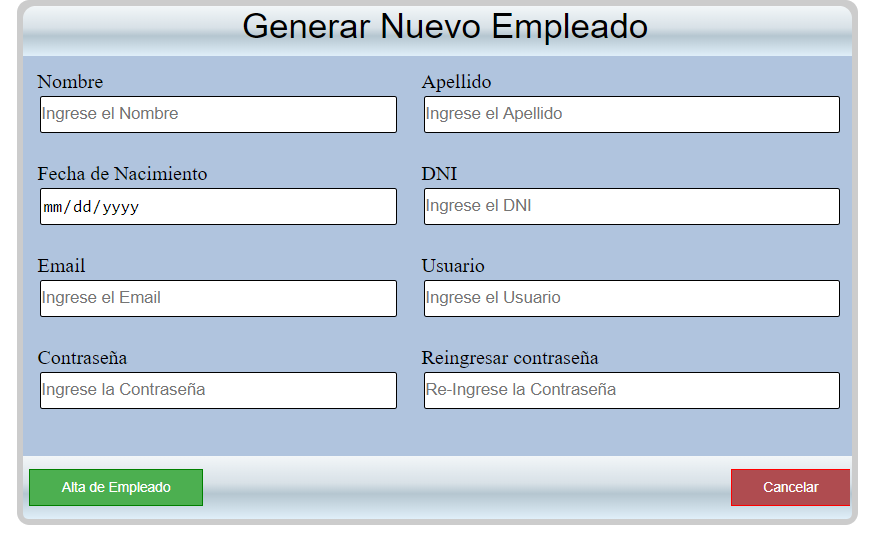 Generar Nuevo Empleado
Nombre
Apellido
Ingrese el Nombre
Ingrese el Apellido
Fecha de Nacimiento
DNI
mm/dd/yyyy
Ingrese el DNI
Email
Usuario
Ingrese el Email
Ingrese el Usuario
Contraseña
Reingresar contraseña
Ingrese la Contraseña
Re-Ingrese la Contraseña
Alta de Empleado
Cancelar